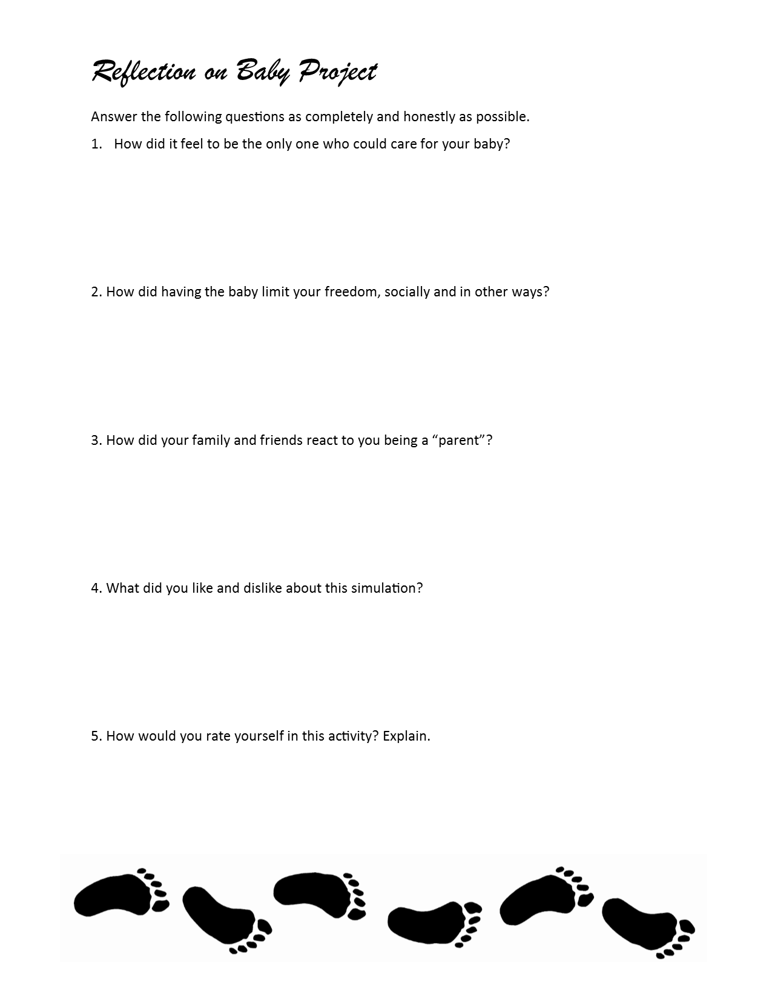 Reflection on Baby Project
Answer the following questions as completely and honestly as possible.
1. How did it feel to be the only one who could care for your baby?
2. How did having the baby limit your freedom, socially and in other ways?
3. How did your family and friends react to you being a “parent”?
4. What did you like and dislike about this simulation?
5. How would you rate yourself in this activity? Explain.